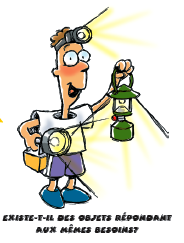 EXISTE-T-IL DES OBJETS RÉPONDANT
AUX MÊMES BESOINS?